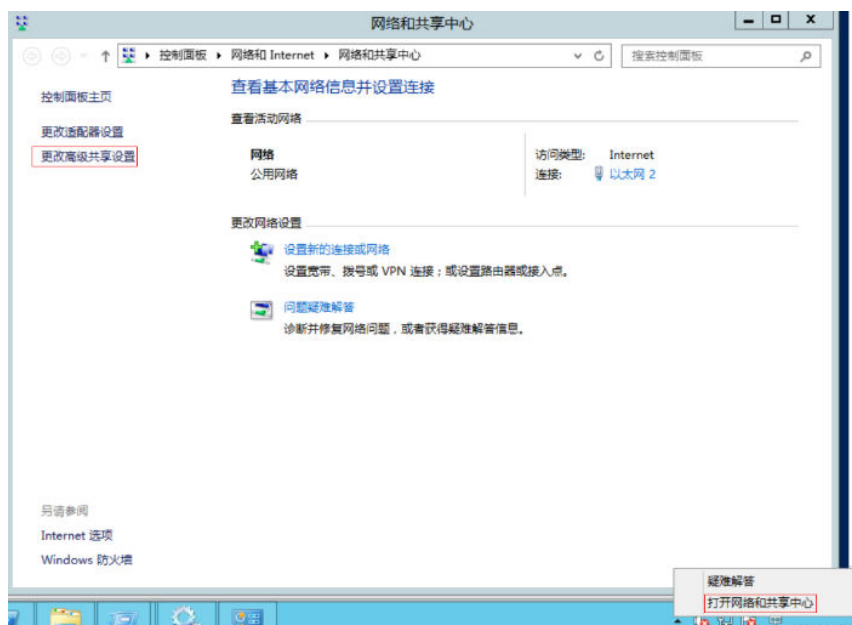 网络和共享中心
控制面板 网络和 Internet 网络和共享中心 搜索控制面板
控制面板主页
更改适配器设置
更改高级共享设置
查看基本网络信息并设置连接
查看活动网络
网络
公用网络
访问类型: Internet
连接: 以太网 2
更改网络设置
设置新的连接或网络
设置宽带、拨号或 VPN 连接；或设置路由器或接入点。
问题疑难解答
诊断并修复网络问题，或者获得疑难解答信息。
另请参阅
Internet 选项
Windows 防火墙
疑难解答
打开网络和共享中心